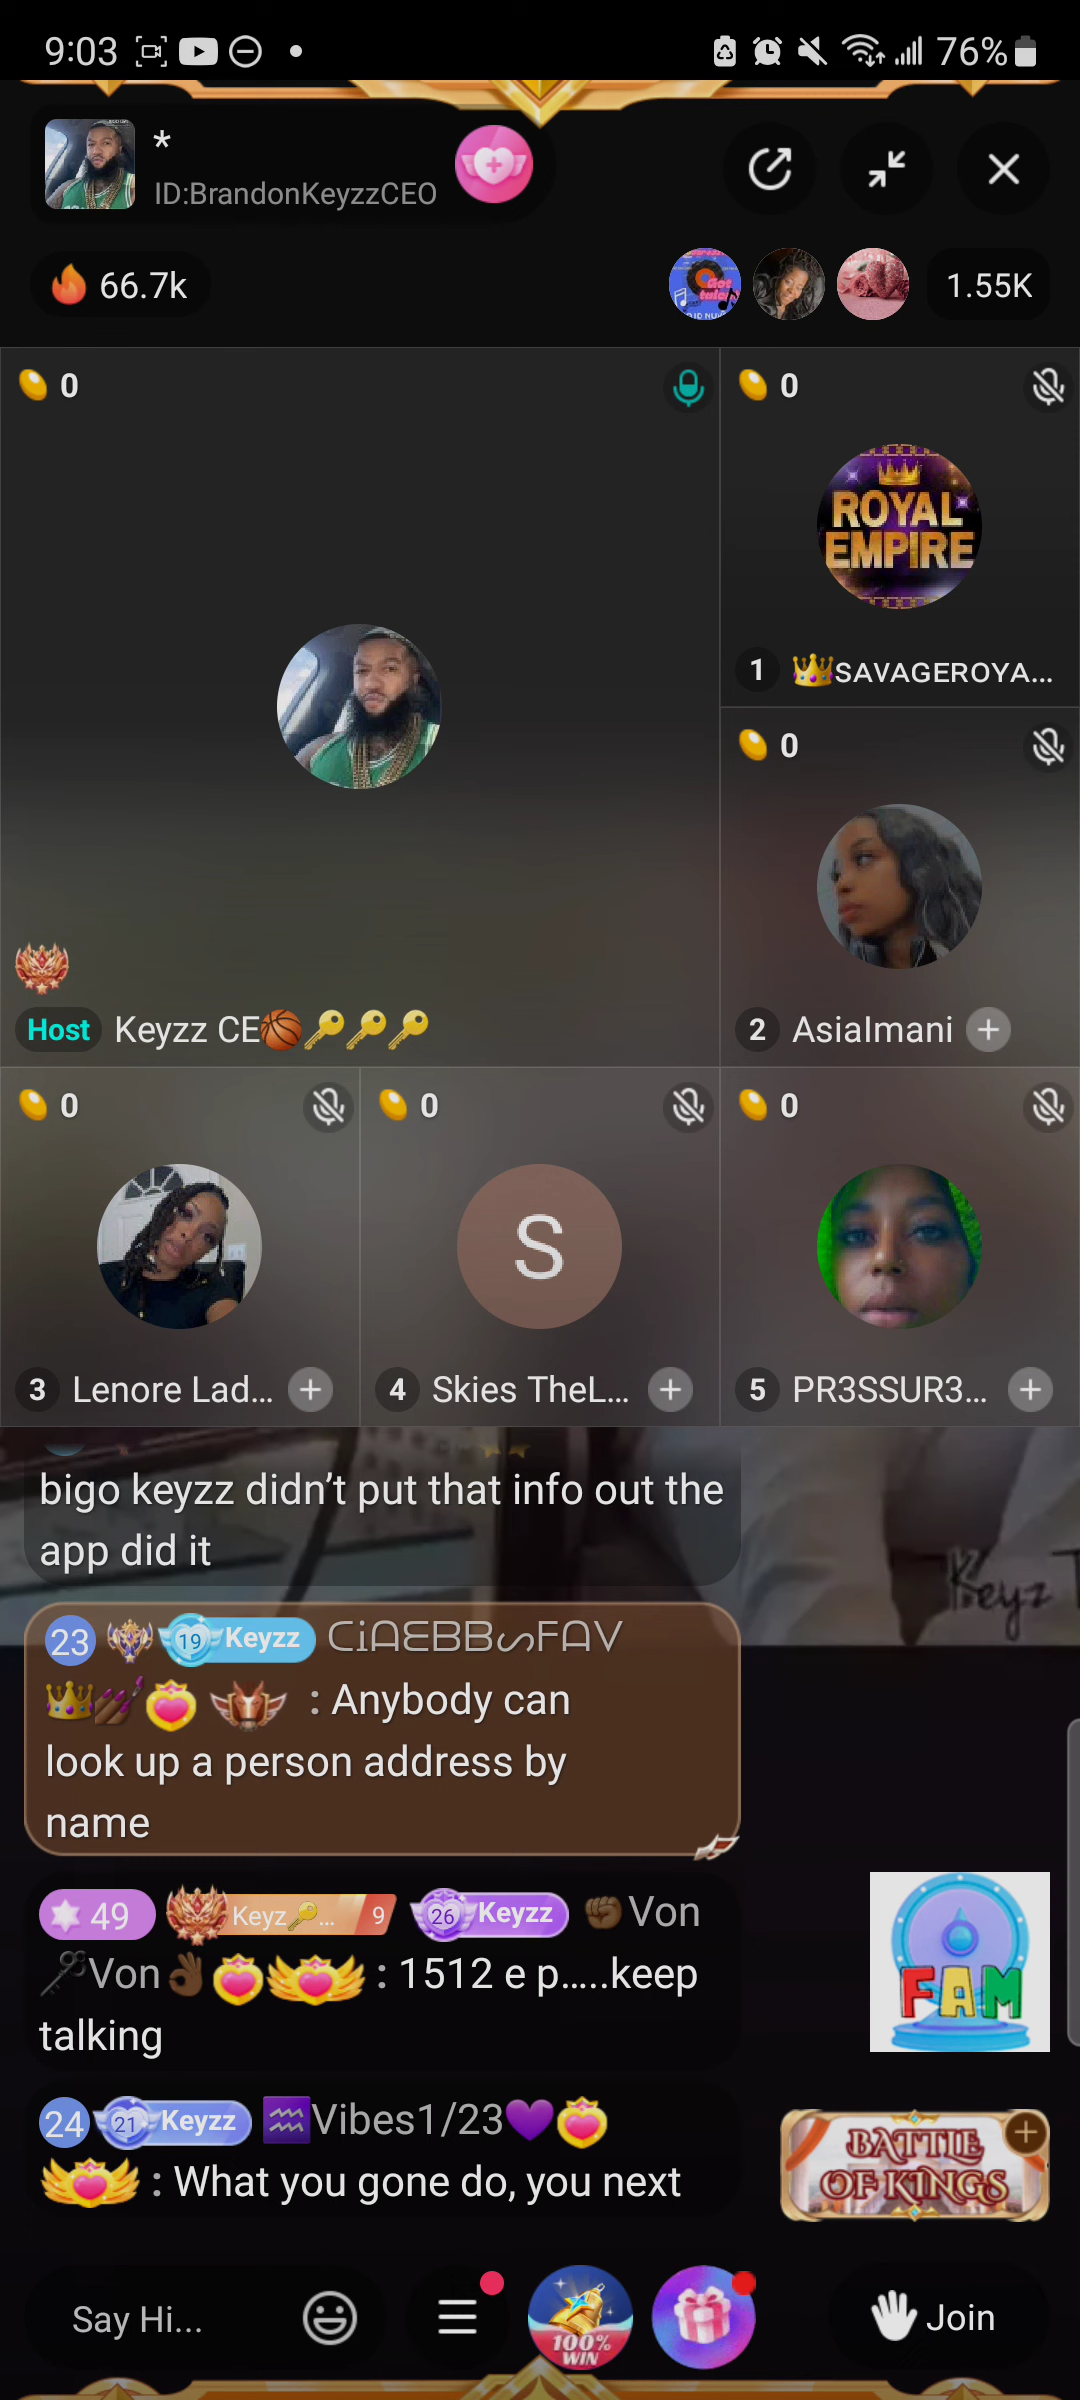 9:03
76%
*
ID:BrandonKeyzzCEO
66.7k
1.55K
0
0
ROYAL
EMPIRE
1 👑SAVAGEROYA...
0
Host Keyzz CE🏀🔑🔑🔑
2 AsiaImani
0
0
0
S
3 Lenore Lad...
4 Skies TheL...
5 PR3SSUR3...
bigo keyzz didn’t put that info out the
app did it
Keyz
23 19 Keyzz ᑕiᗩᗴᗷᗷᔕᖴᗩᐯ
👑💅🏿 : Anybody can
look up a person address by
name
49 Keyz🔑... 9 26 Keyzz ✊🏾Von
🗝Von👌🏾 : 1512 e p.....keep
talking
FAM
24 21 Keyzz ♒Vibes1/23💜
: What you gone do, you next
BATTLE
OF KINGS
Say Hi...
100%
WIN
Join